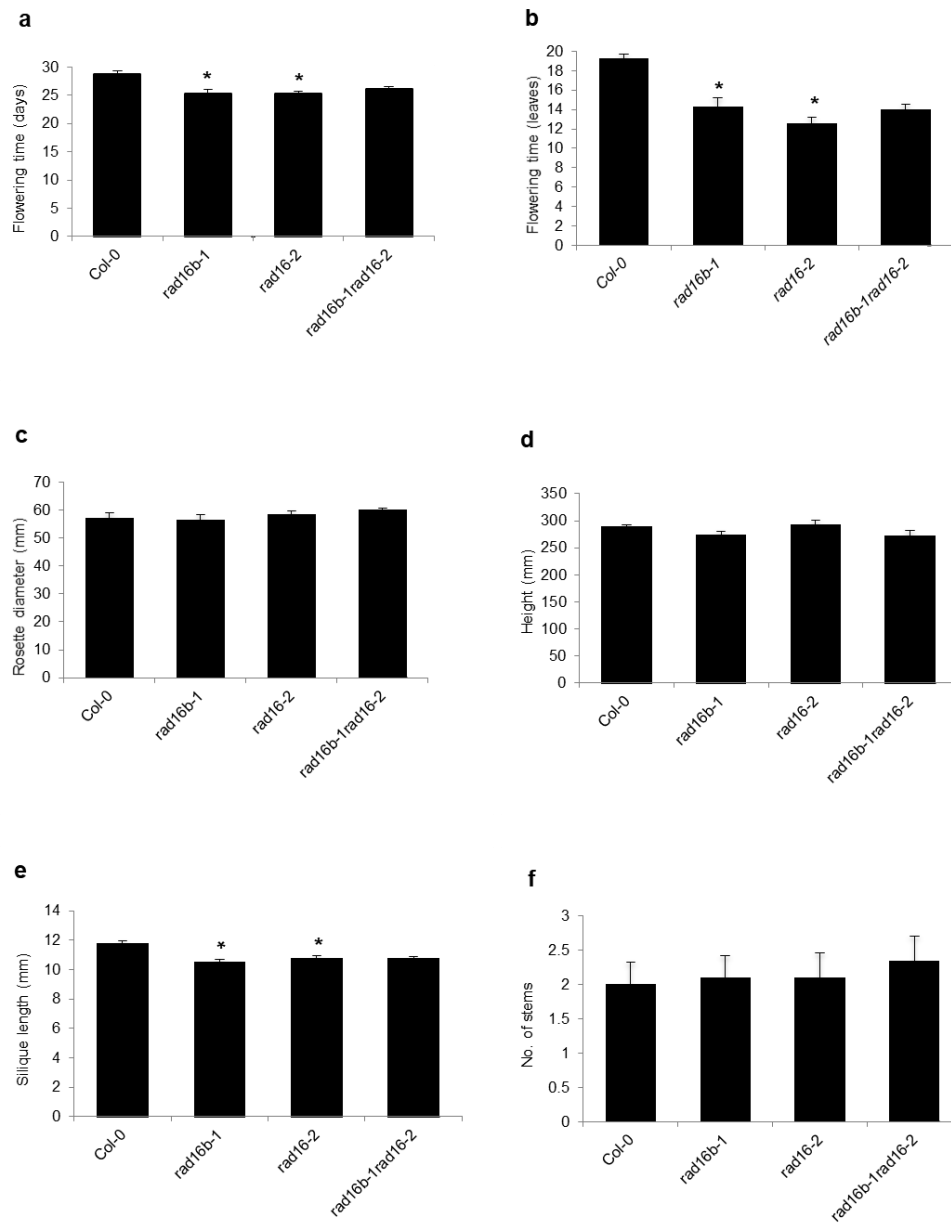 a
Flowering time (days)
30
25
20
15
10
5
0
*
*
Col-0
rad16b-1
rad16-2
rad16b-1rad16-2
b
Flowering time (leaves)
20
18
16
14
12
10
8
6
4
2
0
*
*
Col-0
rad16b-1
rad16-2
rad16b-1rad16-2
c
Rosette diameter (mm)
70
60
50
40
30
20
10
0
Col-0
rad16b-1
rad16-2
rad16b-1rad16-2
d
Height (mm)
350
300
250
200
150
100
50
0
Col-0
rad16b-1
rad16-2
rad16b-1rad16-2
e
Silique length (mm)
14
12
10
8
6
4
2
0
*
*
Col-0
rad16b-1
rad16-2
rad16b-1rad16-2
f
No. of stems
3
2.5
2
1.5
1
0.5
0
Col-0
rad16b-1
rad16-2
rad16b-1rad16-2